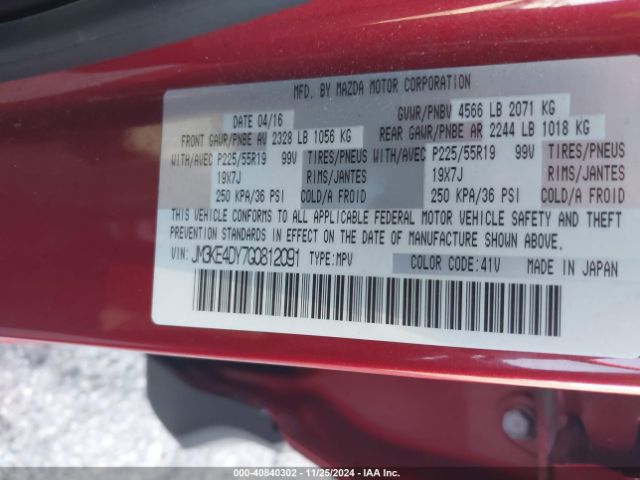 MFD. BY MAZDA MOTOR CORPORATION
DATE 04/16 GVWR/PNBV 4566 LB 2071 KG
FRONT GAWR/PNBE AV 2328 LB 1056 KG REAR GAWR/PNBE AR 2244 LB 1018 KG
WITH/AVEC P225/55R19 99V TIRES/PNEUS WITH/AVEC P225/55R19 99V TIRES/PNEUS
19X7J RIMS/JANTES 19X7J RIMS/JANTES
250 KPA/36 PSI COLD/A FROID 250 KPA/36 PSI COLD/A FROID
THIS VEHICLE CONFORMS TO ALL APPLICABLE FEDERAL MOTOR VEHICLE SAFETY AND THEFT
PREVENTION STANDARDS IN EFFECT ON THE DATE OF MANUFACTURE SHOWN ABOVE.
VIN: JM3KE4DY7G0812091 TYPE:MPV COLOR CODE:41V MADE IN JAPAN
000-40840302 - 11/25/2024 - IAA Inc.